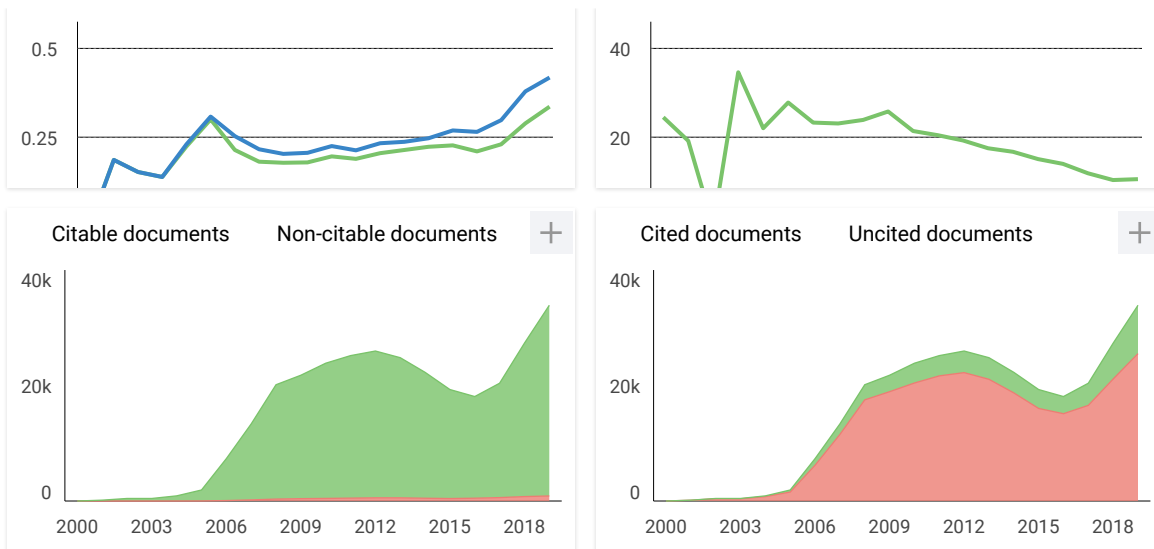 0.5
0.25
40
20
Citable documents Non-citable documents +
40k
20k
0
2000 2003 2006 2009 2012 2015 2018
Cited documents Uncited documents +
40k
20k
0
2000 2003 2006 2009 2012 2015 2018